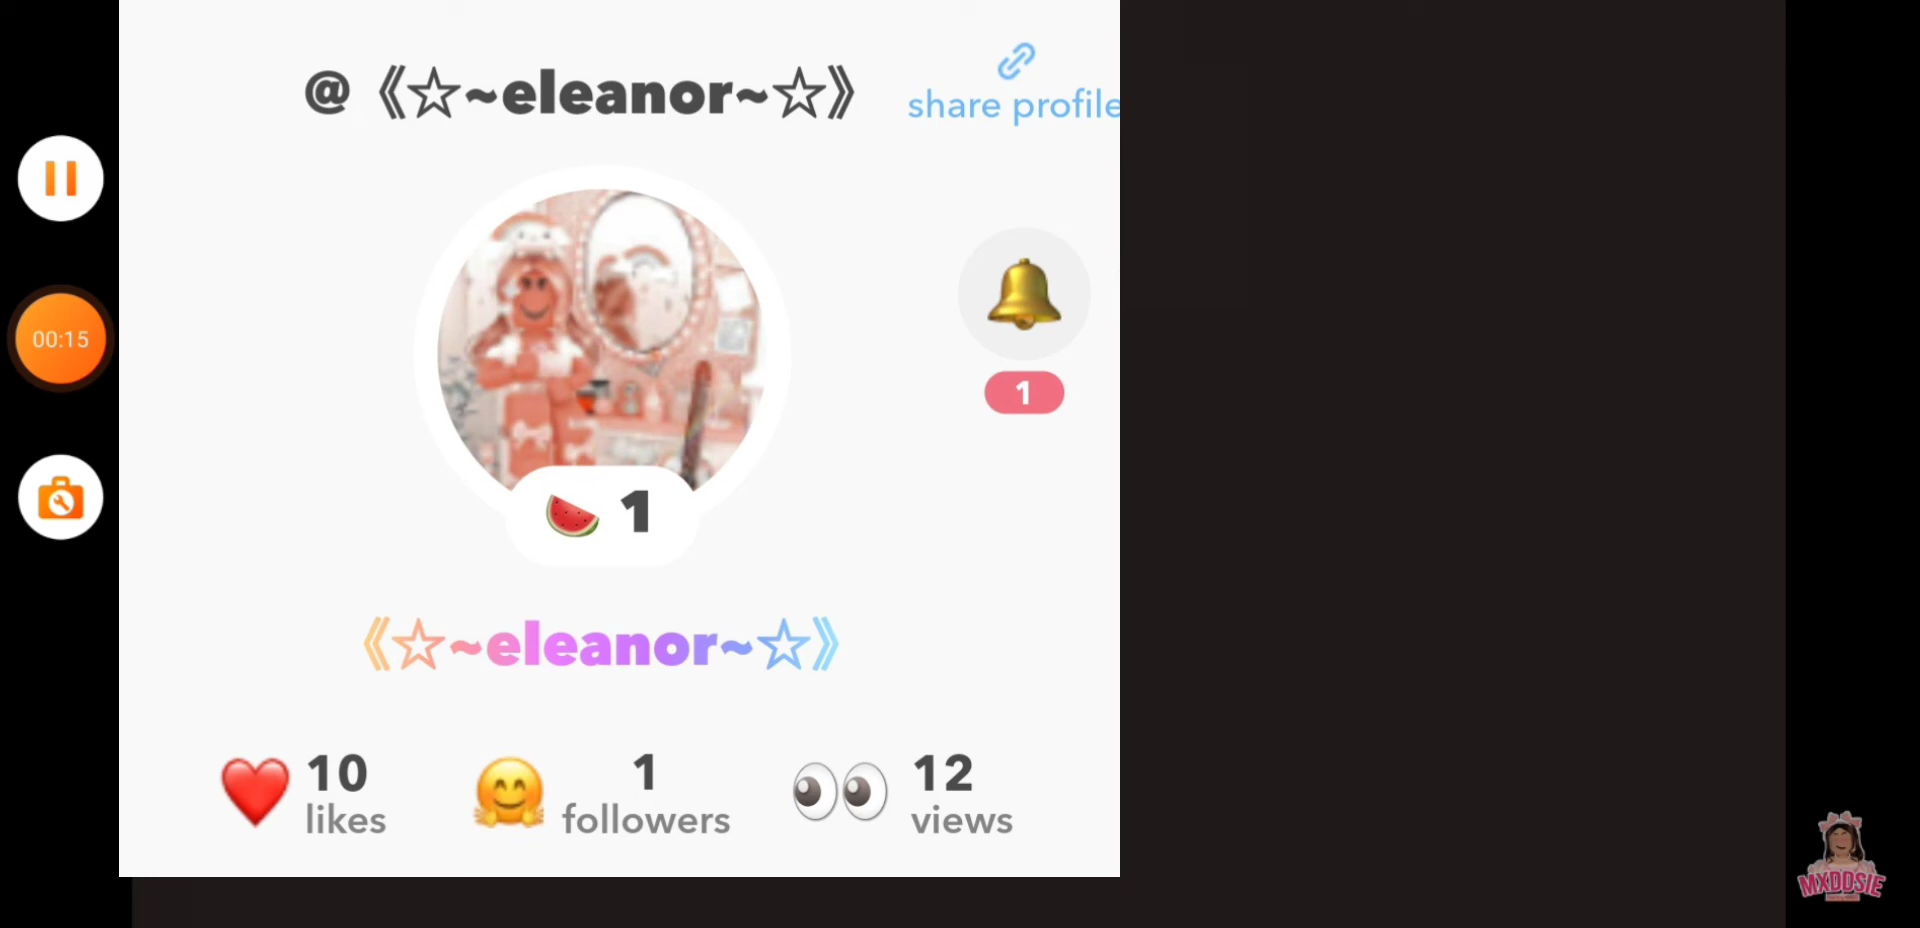 @《☆~eleanor~☆》
share profile
00:15
1
1
《☆~eleanor~☆》
10
likes
1
followers
12
views
MXDDSIE